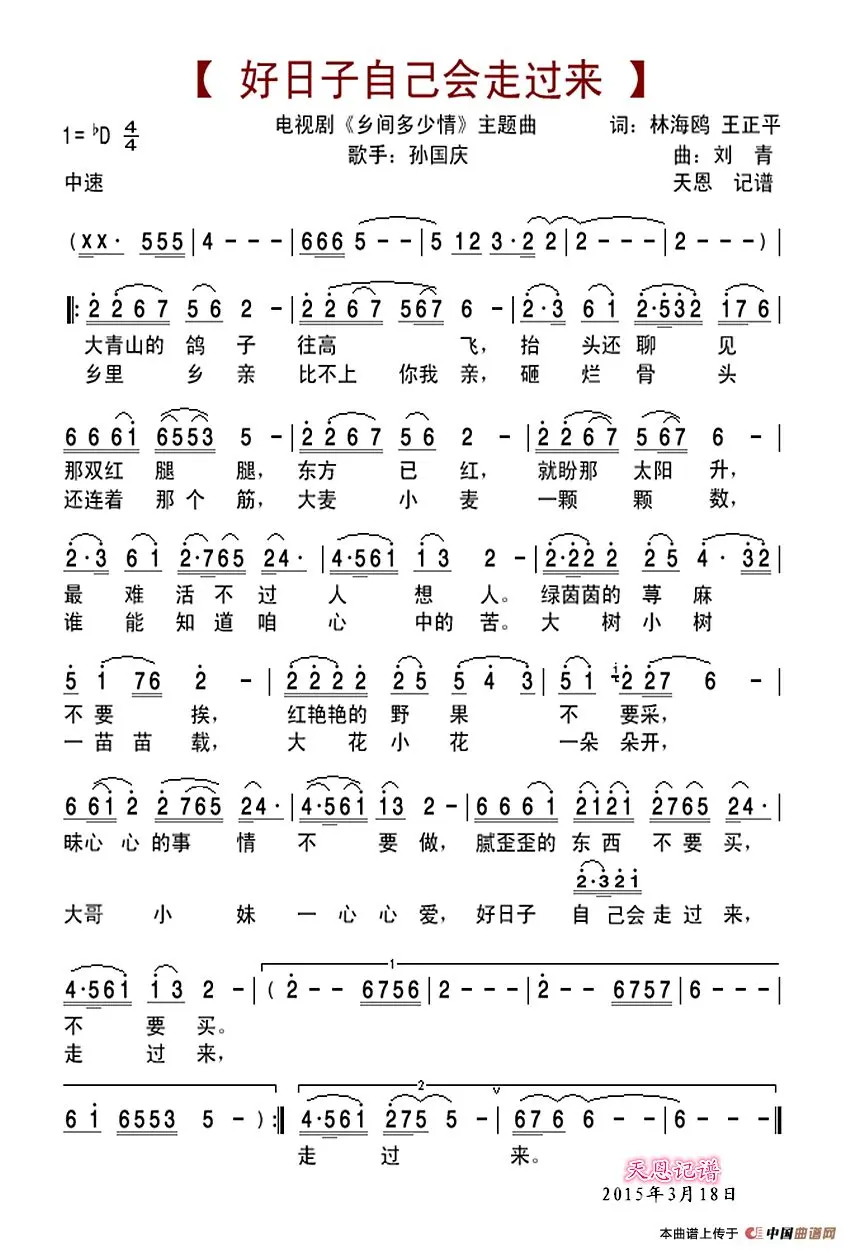 【 好日子自己会走过来 】
1=♭D 4/4
电视剧《乡间多少情》主题曲
词：林海鸥 王正平
歌手：孙国庆
曲：刘 青
中速
天恩 记谱
(XX· 555|4 - - -|666 5 - -|5 12 3·2 2|2 - - -|2 - - -)|
‖: 2267 56 2 -|2267 567 6 -|2·3 61 2·532 176|
大青山的 鸽 子 往高 飞， 抬 头还 聊 见
乡里 乡 亲 比不上 你我 亲， 砸 烂 骨 头
6661 6553 5 -|2267 56 2 -|2267 567 6 -|
那双红 腿 腿， 东方 已 红， 就盼那 太阳 升，
还连着 那 个 筋， 大麦 小 麦 一颗 颗 数，
2·3 61 2·765 24·|4·561 13 2 -|2·22 2 25 4· 32|
最 难 活 不 过 人 想 人。 绿茵茵的 荨 麻
谁 能 知 道 咱 心 中的 苦。 大 树 小 树
5 1 76 2 -|2222 25 5 4 3|51 2 27 6 -|
不 要 挨， 红艳艳的 野 果 不 要采，
一 苗 苗 载， 大 花 小 花 一朵 朵开，
6 61 2 2 765 24·|4·561 13 2 -|6661 2121 2765 24·|
昧心 心 的事 情 不 要 做， 腻歪歪的 东 西 不 要 买，
2·321
大哥 小 妹 一 心 心 爱， 好日子 自 己会 走 过 来，
1
4·561 13 2 -|(2 - - 6756|2 - - -|2 - - 6757|6 - - -|
不 要 买。
走 过 来，
2 ∨
6 1 6553 5 -):‖ 4·561 275 5 -|676 6 - -|6 - - -‖
走 过 来。
天恩记谱
2015年3月18日
本曲谱上传于 中国曲谱网